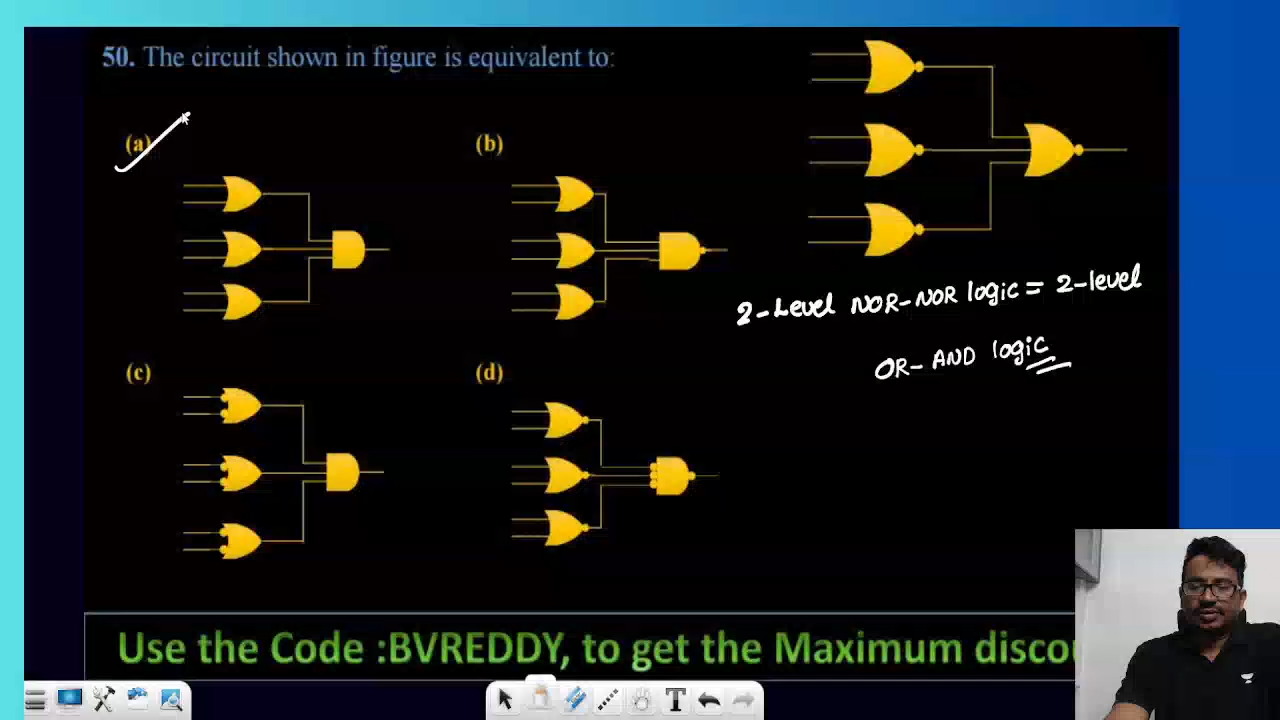 50. The circuit shown in figure is equivalent to:
(a)
(b)
2-Level NOR-NOR logic = 2-level
OR-AND logic
(c)
(d)
Use the Code :BVREDDY, to get the Maximum disco
T